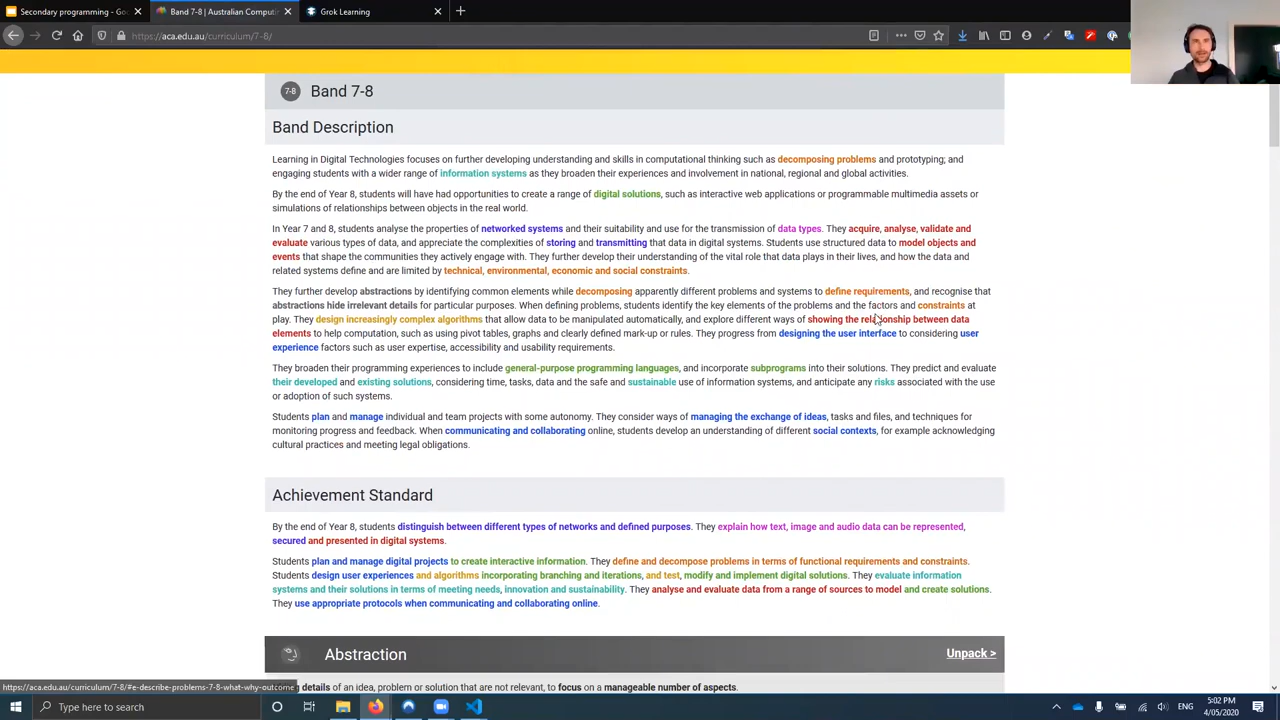 Secondary programming - Goo
Band 7-8 | Australian Computi
Grok Learning
https://aca.edu.au/curriculum/7-8/
7-8 Band 7-8
Band Description
Learning in Digital Technologies focuses on further developing understanding and skills in computational thinking such as decomposing problems and prototyping; and
engaging students with a wider range of information systems as they broaden their experiences and involvement in national, regional and global activities.
By the end of Year 8, students will have had opportunities to create a range of digital solutions, such as interactive web applications or programmable multimedia assets or
simulations of relationships between objects in the real world.
In Year 7 and 8, students analyse the properties of networked systems and their suitability and use for the transmission of data types. They acquire, analyse, validate and
evaluate various types of data, and appreciate the complexities of storing and transmitting that data in digital systems. Students use structured data to model objects and
events that shape the communities they actively engage with. They further develop their understanding of the vital role that data plays in their lives, and how the data and
related systems define and are limited by technical, environmental, economic and social constraints.
They further develop abstractions by identifying common elements while decomposing apparently different problems and systems to define requirements, and recognise that
abstractions hide irrelevant details for particular purposes. When defining problems, students identify the key elements of the problems and the factors and constraints at
play. They design increasingly complex algorithms that allow data to be manipulated automatically, and explore different ways of showing the relationship between data
elements to help computation, such as using pivot tables, graphs and clearly defined mark-up or rules. They progress from designing the user interface to considering user
experience factors such as user expertise, accessibility and usability requirements.
They broaden their programming experiences to include general-purpose programming languages, and incorporate subprograms into their solutions. They predict and evaluate
their developed and existing solutions, considering time, tasks, data and the safe and sustainable use of information systems, and anticipate any risks associated with the use
or adoption of such systems.
Students plan and manage individual and team projects with some autonomy. They consider ways of managing the exchange of ideas, tasks and files, and techniques for
monitoring progress and feedback. When communicating and collaborating online, students develop an understanding of different social contexts, for example acknowledging
cultural practices and meeting legal obligations.
Achievement Standard
By the end of Year 8, students distinguish between different types of networks and defined purposes. They explain how text, image and audio data can be represented,
secured and presented in digital systems.
Students plan and manage digital projects to create interactive information. They define and decompose problems in terms of functional requirements and constraints.
Students design user experiences and algorithms incorporating branching and iterations, and test, modify and implement digital solutions. They evaluate information
systems and their solutions in terms of meeting needs, innovation and sustainability. They analyse and evaluate data from a range of sources to model and create solutions.
They use appropriate protocols when communicating and collaborating online.
Abstraction
Unpack >
details of an idea, problem or solution that are not relevant, to focus on a manageable number of aspects.
https://aca.edu.au/curriculum/7-8/#e-describe-problems-7-8-what-why-outcome
Type here to search
ENG
5:02 PM
4/05/2020